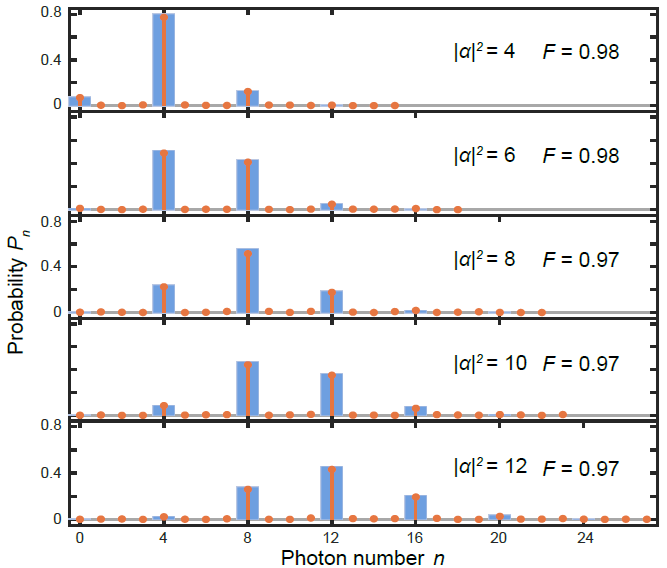 0.8
0.4
0
|α|² = 4 F = 0.98
|α|² = 6 F = 0.98
0.8
0.4
0
|α|² = 8 F = 0.97
|α|² = 10 F = 0.97
0.8
0.4
0
|α|² = 12 F = 0.97
0 4 8 12 16 20 24
Photon number n
Probability Pₙ